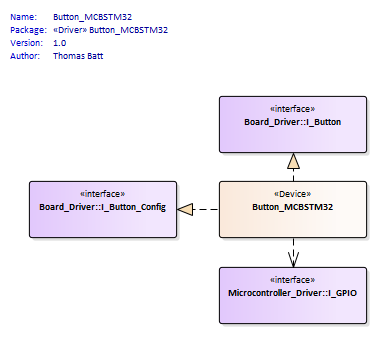 Name: Button_MCBSTM32
Package: «Driver» Button_MCBSTM32
Version: 1.0
Author: Thomas Batt
«interface»
Board_Driver::I_Button
«interface»
Board_Driver::I_Button_Config
«Device»
Button_MCBSTM32
«interface»
Microcontroller_Driver::I_GPIO